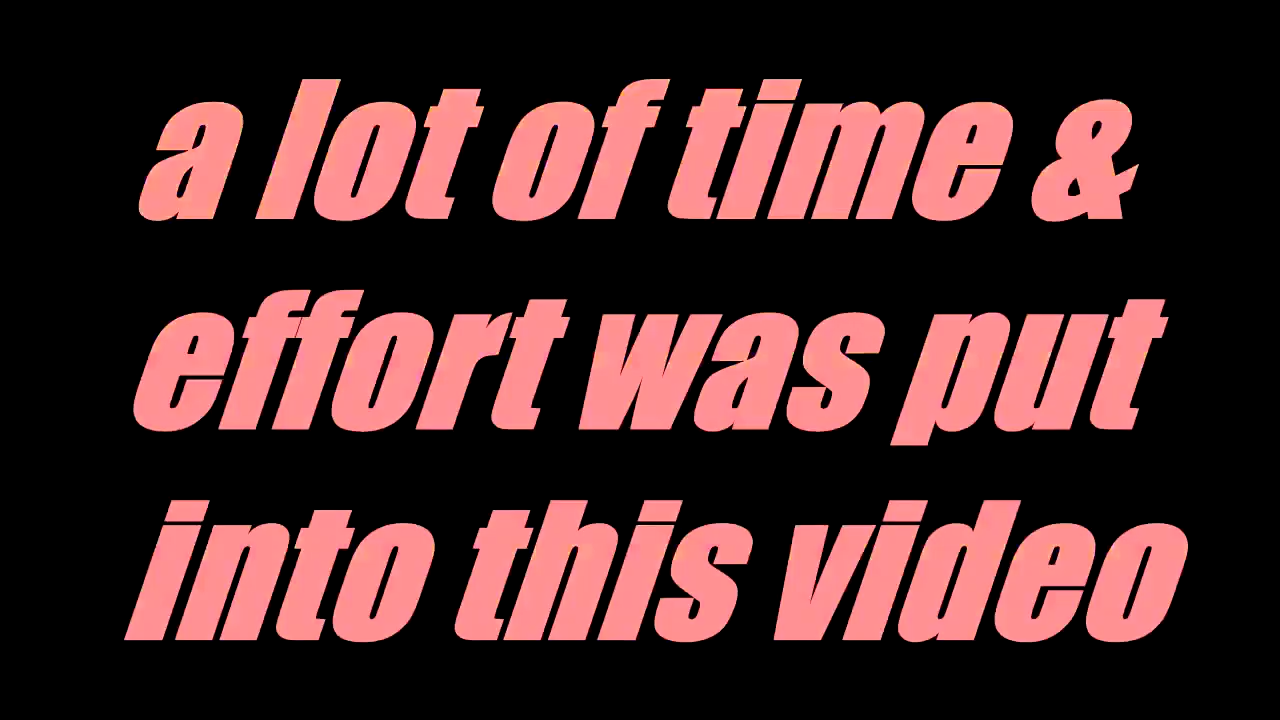 a lot of time &
effort was put
into this video